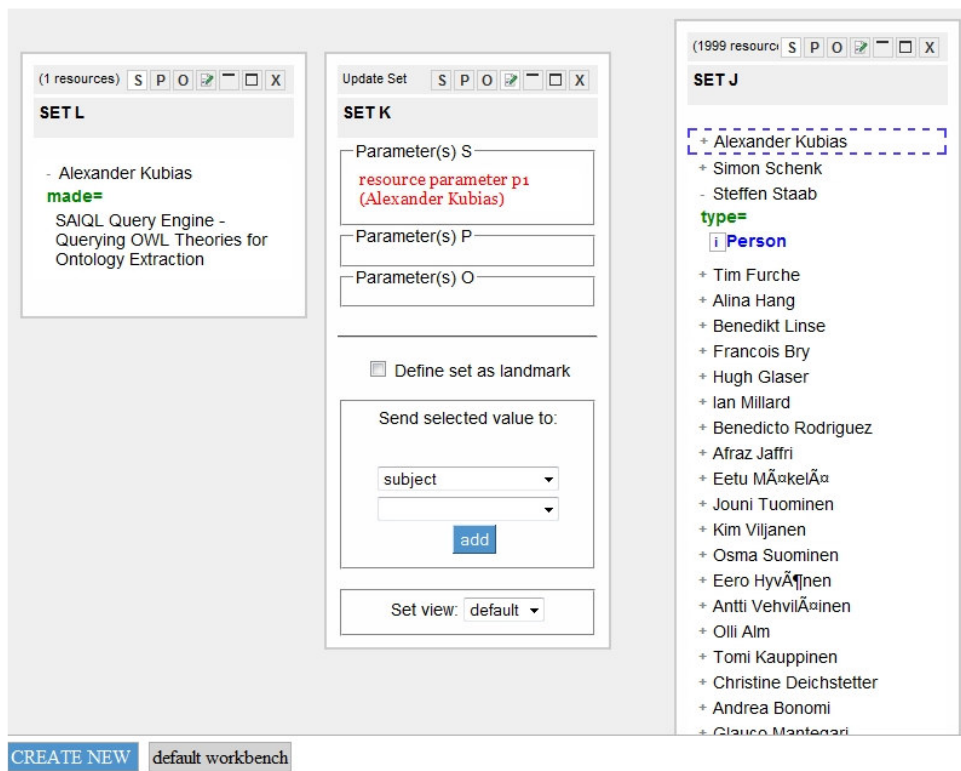 (1 resources) S P O X
SET L
- Alexander Kubias
made=
SAIQL Query Engine -
Querying OWL Theories for
Ontology Extraction
Update Set S P O X
SET K
Parameter(s) S
resource parameter p1
(Alexander Kubias)
Parameter(s) P
Parameter(s) O
Define set as landmark
Send selected value to:
subject
add
Set view: default
(1999 resourc S P O X
SET J
+ Alexander Kubias
+ Simon Schenk
- Steffen Staab
type=
i Person
+ Tim Furche
+ Alina Hang
+ Benedikt Linse
+ Francois Bry
+ Hugh Glaser
+ Ian Millard
+ Benedicto Rodriguez
+ Afraz Jaffri
+ Eetu MÃ¤kelÃ¤
+ Jouni Tuominen
+ Kim Viljanen
+ Osma Suominen
+ Eero HyvÃ¶nen
+ Antti VehvilÃ¤inen
+ Olli Alm
+ Tomi Kauppinen
+ Christine Deichstetter
+ Andrea Bonomi
+ Glauco Mantegari
CREATE NEW default workbench